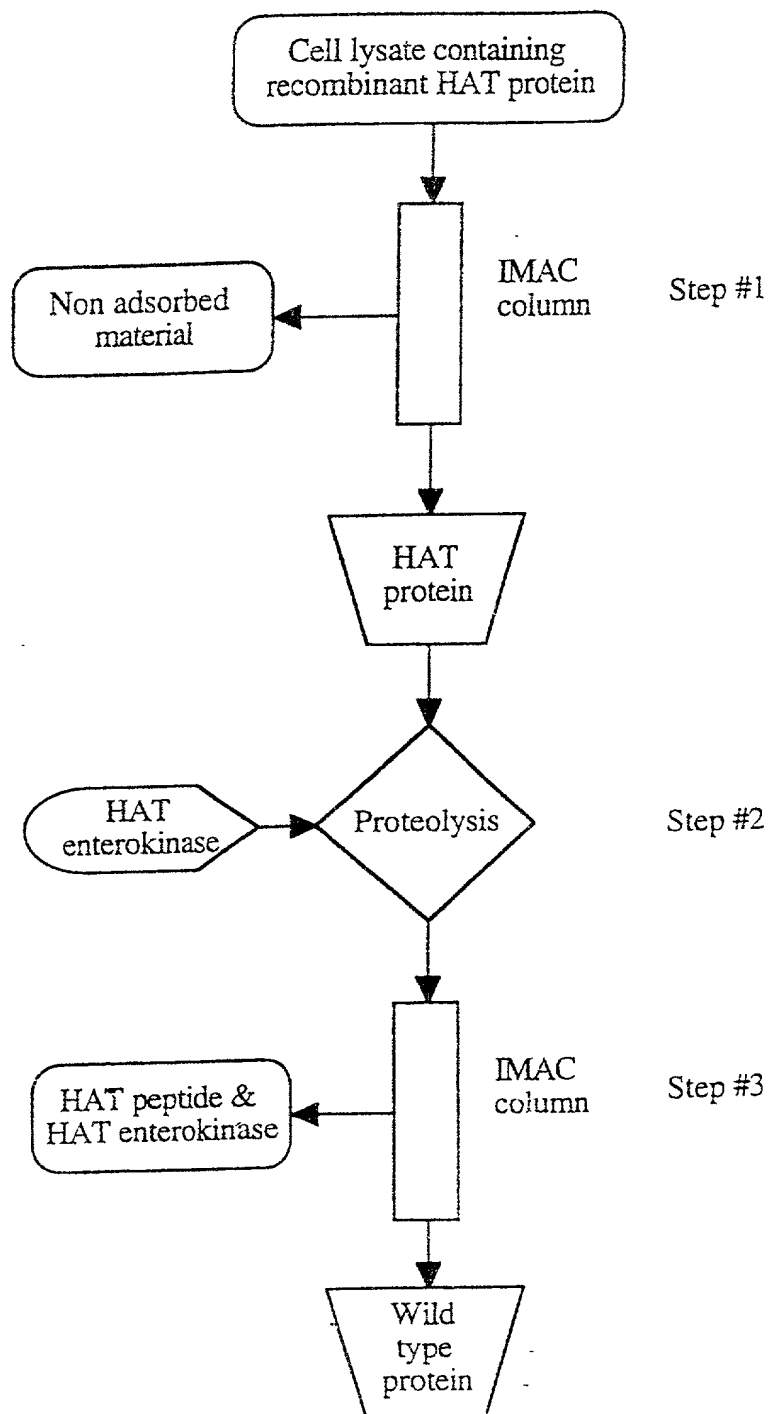 Cell lysate containing
recombinant HAT protein
IMAC
column
Step #1
Non adsorbed
material
HAT
protein
HAT
enterokinase
Proteolysis
Step #2
IMAC
column
Step #3
HAT peptide &
HAT enterokinase
Wild
type
protein